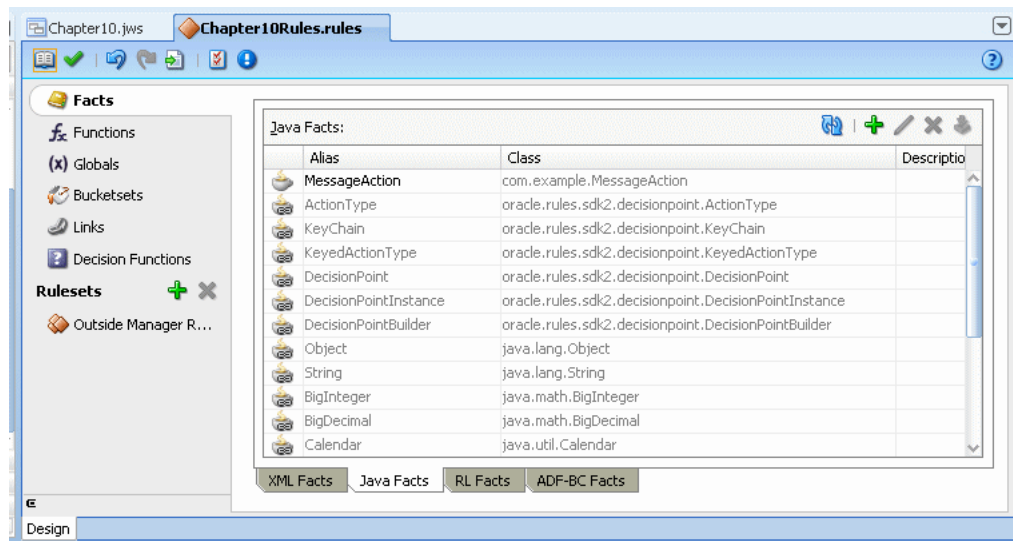 Chapter10.jws
Chapter10Rules.rules
Facts
Functions
(x) Globals
Bucketsets
Links
Decision Functions
Rulesets
Outside Manager R...
Java Facts:
Alias Class Descriptio
MessageAction com.example.MessageAction
ActionType oracle.rules.sdk2.decisionpoint.ActionType
KeyChain oracle.rules.sdk2.decisionpoint.KeyChain
KeyedActionType oracle.rules.sdk2.decisionpoint.KeyedActionType
DecisionPoint oracle.rules.sdk2.decisionpoint.DecisionPoint
DecisionPointInstance oracle.rules.sdk2.decisionpoint.DecisionPointInstance
DecisionPointBuilder oracle.rules.sdk2.decisionpoint.DecisionPointBuilder
Object java.lang.Object
String java.lang.String
BigInteger java.math.BigInteger
BigDecimal java.math.BigDecimal
Calendar java.util.Calendar
XML Facts Java Facts RL Facts ADF-BC Facts
Design